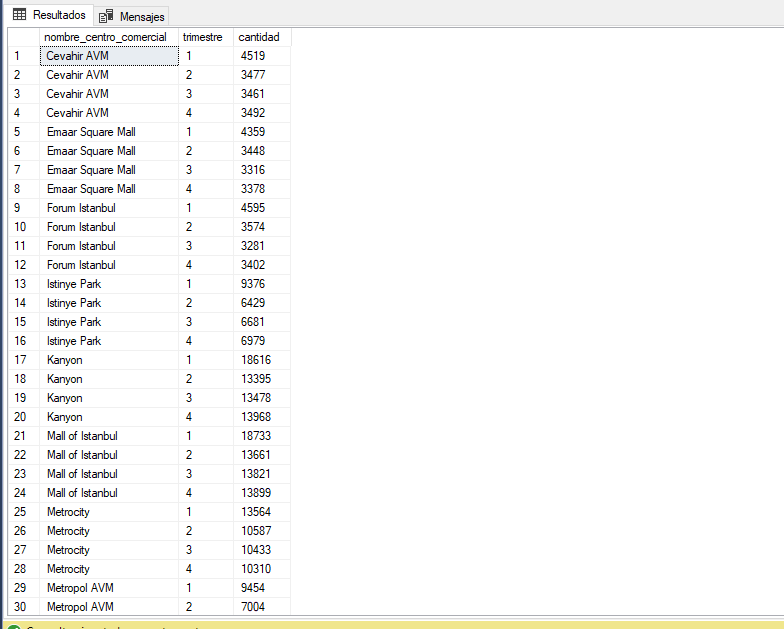 Resultados Mensajes
nombre_centro_comercial trimestre cantidad
1 Cevahir AVM 1 4519
2 Cevahir AVM 2 3477
3 Cevahir AVM 3 3461
4 Cevahir AVM 4 3492
5 Emaar Square Mall 1 4359
6 Emaar Square Mall 2 3448
7 Emaar Square Mall 3 3316
8 Emaar Square Mall 4 3378
9 Forum Istanbul 1 4595
10 Forum Istanbul 2 3574
11 Forum Istanbul 3 3281
12 Forum Istanbul 4 3402
13 Istinye Park 1 9376
14 Istinye Park 2 6429
15 Istinye Park 3 6681
16 Istinye Park 4 6979
17 Kanyon 1 18616
18 Kanyon 2 13395
19 Kanyon 3 13478
20 Kanyon 4 13968
21 Mall of Istanbul 1 18733
22 Mall of Istanbul 2 13661
23 Mall of Istanbul 3 13821
24 Mall of Istanbul 4 13899
25 Metrocity 1 13564
26 Metrocity 2 10587
27 Metrocity 3 10433
28 Metrocity 4 10310
29 Metropol AVM 1 9454
30 Metropol AVM 2 7004